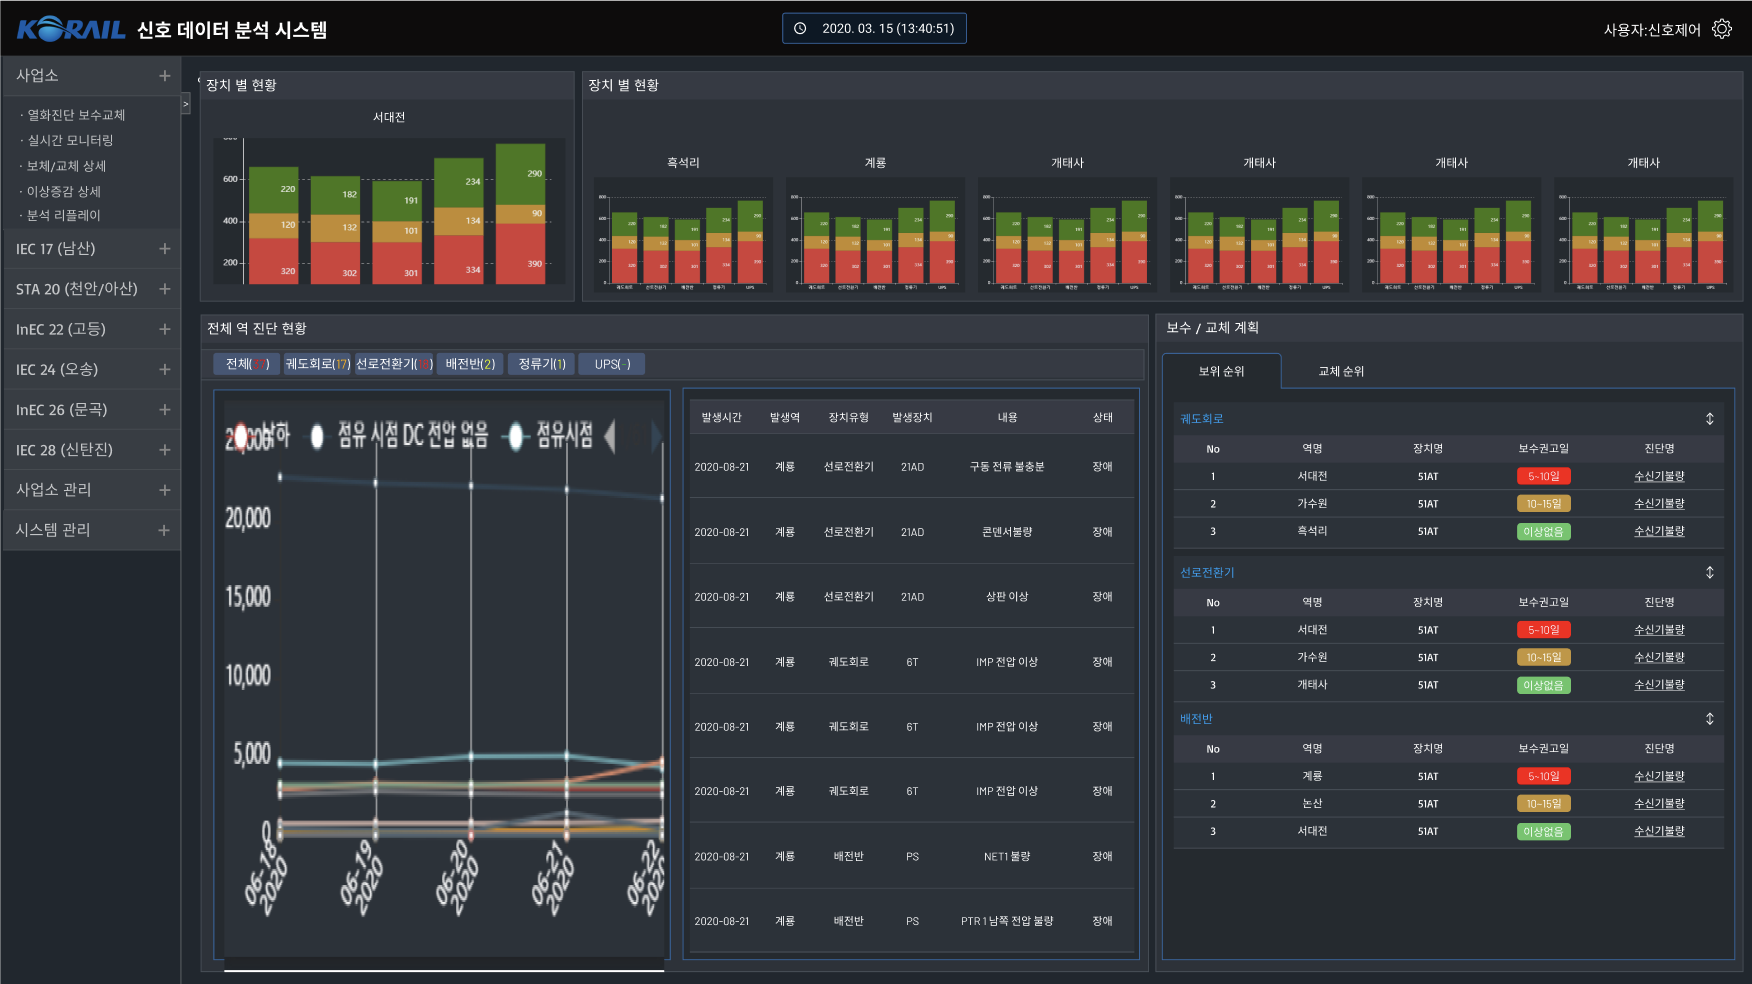 KORAIL 신호 데이터 분석 시스템
2020. 03. 15 (13:40:51)
사용자:신호제어
사업소 +
· 열화진단 보수교체
· 실시간 모니터링
· 보체/교체 상세
· 이상증감 상세
· 분석 리플레이
IEC 17 (남산) +
STA 20 (천안/아산) +
InEC 22 (고등) +
IEC 24 (오송) +
InEC 26 (문곡) +
IEC 28 (신탄진) +
사업소 관리 +
시스템 관리 +
>
장치 별 현황
서대전
600
400
200
220 182 191 234 290
120 132 101 134 90
320 302 301 334 390
장치 별 현황
흑석리 계룡 개태사 개태사 개태사 개태사
전체 역 진단 현황
전체(37) 궤도회로(17) 선로전환기(15) 배전반(2) 정류기(1) UPS(-)
점유 시점 DC 전압 없음 점유시점
20,000
15,000
10,000
5,000
0
06-18 2020
06-19 2020
06-20 2020
06-21 2020
06-22 2020
발생시간 발생역 장치유형 발생장치 내용 상태
2020-08-21 계룡 선로전환기 21AD 구동 전류 불충분 장애
2020-08-21 계룡 선로전환기 21AD 콘덴서불량 장애
2020-08-21 계룡 선로전환기 21AD 상판 이상 장애
2020-08-21 계룡 궤도회로 6T IMP 전압 이상 장애
2020-08-21 계룡 궤도회로 6T IMP 전압 이상 장애
2020-08-21 계룡 궤도회로 6T IMP 전압 이상 장애
2020-08-21 계룡 배전반 PS NET1 불량 장애
2020-08-21 계룡 배전반 PS PTR 1 남쪽 전압 불량 장애
보수 / 교체 계획
보위 순위 교체 순위
궤도회로
No 역명 장치명 보수권고일 진단명
1 서대전 51AT 5~10일 수신기불량
2 가수원 51AT 10~15일 수신기불량
3 흑석리 51AT 이상없음 수신기불량
선로전환기
No 역명 장치명 보수권고일 진단명
1 서대전 51AT 5~10일 수신기불량
2 가수원 51AT 10~15일 수신기불량
3 개태사 51AT 이상없음 수신기불량
배전반
No 역명 장치명 보수권고일 진단명
1 계룡 51AT 5~10일 수신기불량
2 논산 51AT 10~15일 수신기불량
3 서대전 51AT 이상없음 수신기불량